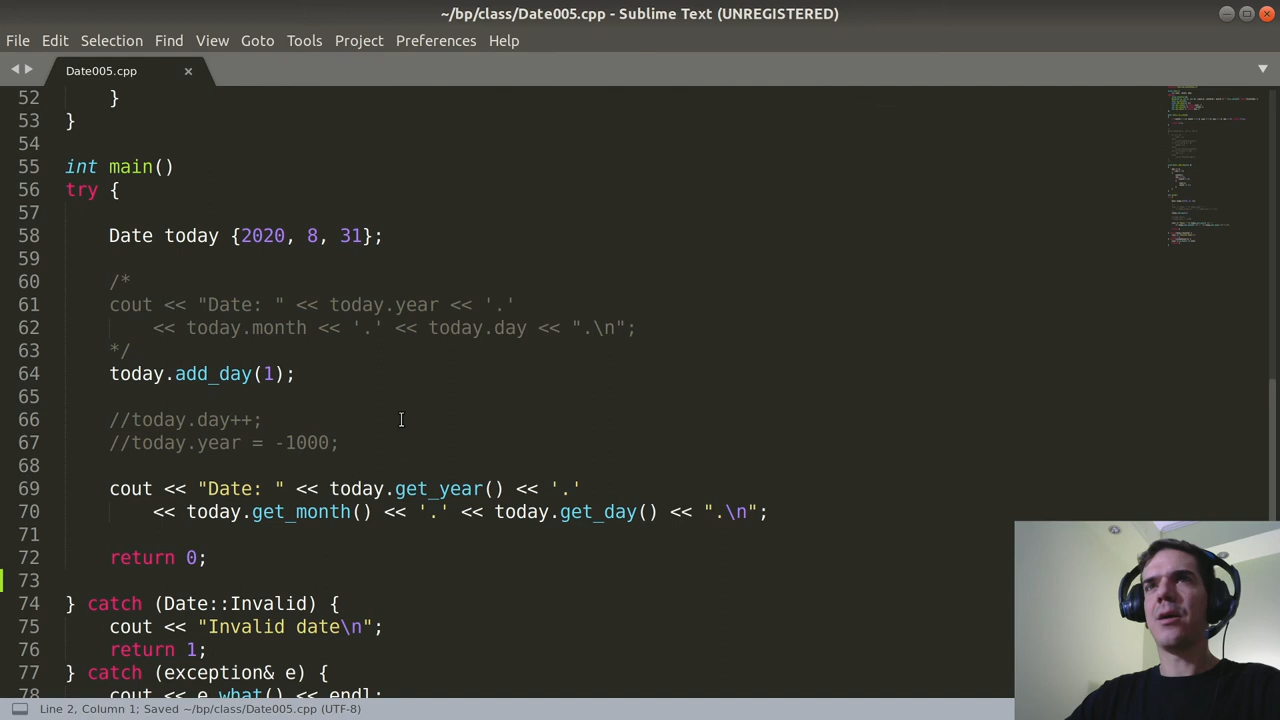 ~/bp/class/Date005.cpp - Sublime Text (UNREGISTERED)
File Edit Selection Find View Goto Tools Project Preferences Help
Date005.cpp
52 }
53 }
54
55 int main()
56 try {
57
58 Date today {2020, 8, 31};
59
60 /*
61 cout << "Date: " << today.year << '.'
62 << today.month << '.' << today.day << ".\n";
63 */
64 today.add_day(1);
65
66 //today.day++;
67 //today.year = -1000;
68
69 cout << "Date: " << today.get_year() << '.'
70 << today.get_month() << '.' << today.get_day() << ".\n";
71
72 return 0;
73
74 } catch (Date::Invalid) {
75 cout << "Invalid date\n";
76 return 1;
77 } catch (exception& e) {
78 cout << e.what() << endl;
Line 2, Column 1; Saved ~/bp/class/Date005.cpp (UTF-8)